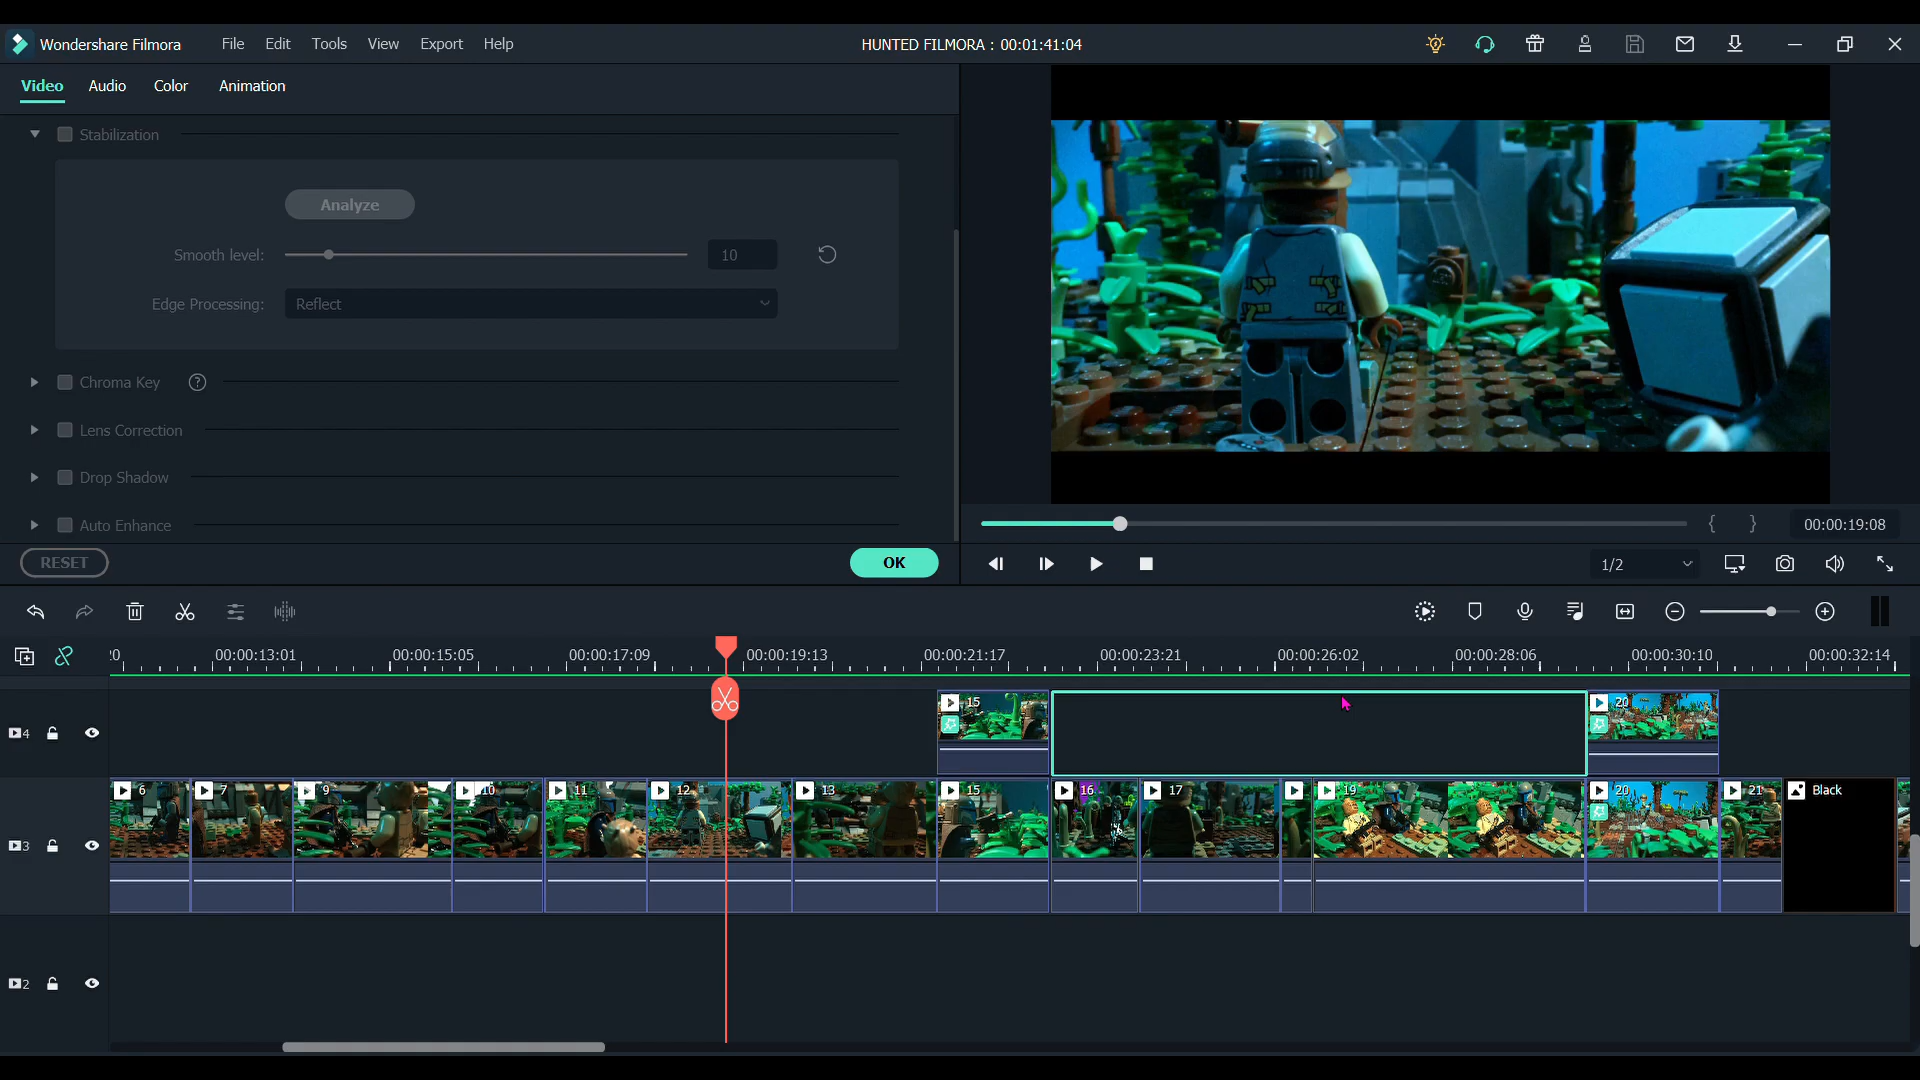 Wondershare Filmora File Edit Tools View Export Help HUNTED FILMORA : 00:01:41:04
Video Audio Color Animation
Stabilization
Analyze
Smooth level: 10
Edge Processing: Reflect
Chroma Key ?
Lens Correction
Drop Shadow
Auto Enhance
RESET OK
{ } 00:00:19:08
1/2
20 00:00:13:01 00:00:15:05 00:00:17:09 00:00:19:13 00:00:21:17 00:00:23:21 00:00:26:02 00:00:28:06 00:00:30:10 00:00:32:14
4 15 20
3 6 7 9 10 11 12 13 15 16 17 19 20 21 Black
2